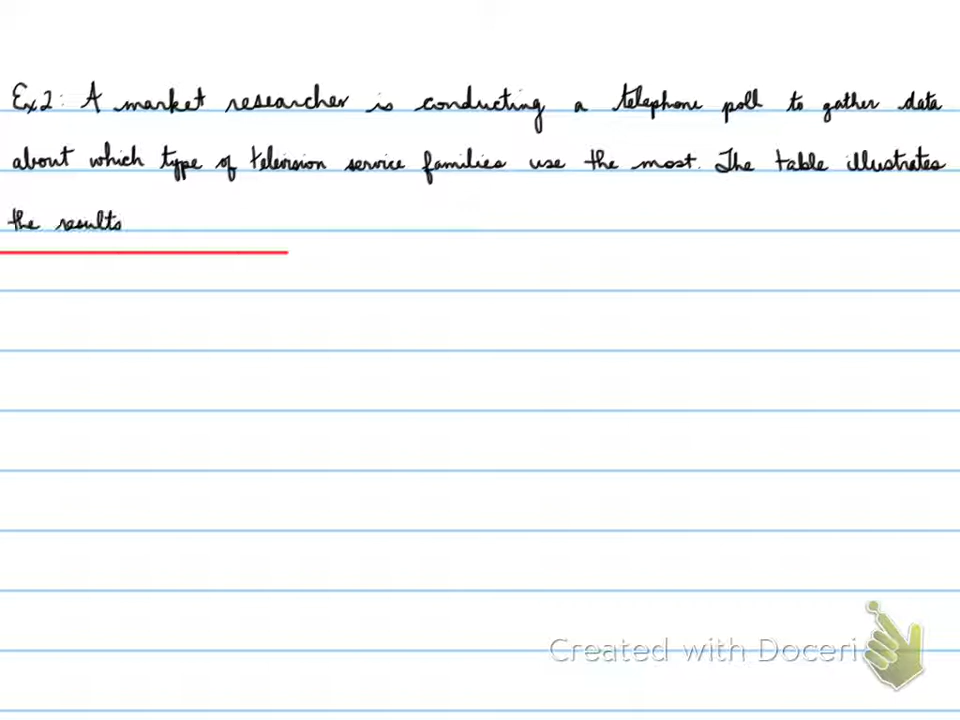 Ex2: A market researcher is conducting a telephone poll to gather data
about which type of television service families use the most. The table illustrates
the results
Created with Doceri